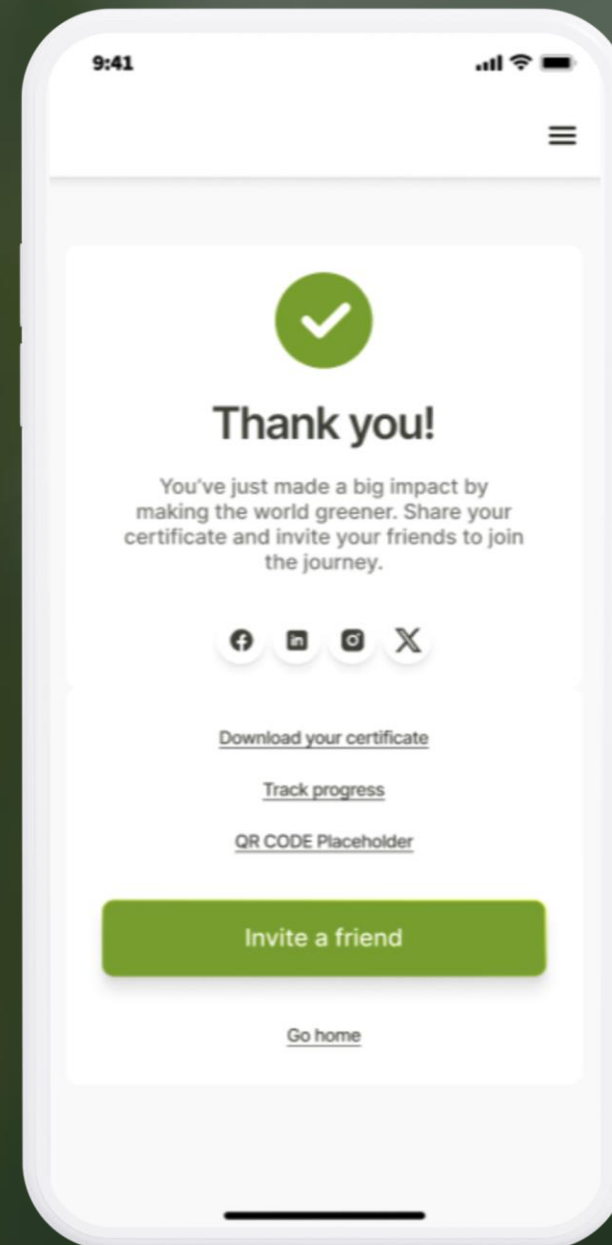 9:41
Thank you!
You've just made a big impact by
making the world greener. Share your
certificate and invite your friends to join
the journey.
Download your certificate
Track progress
QR CODE Placeholder
Invite a friend
Go home